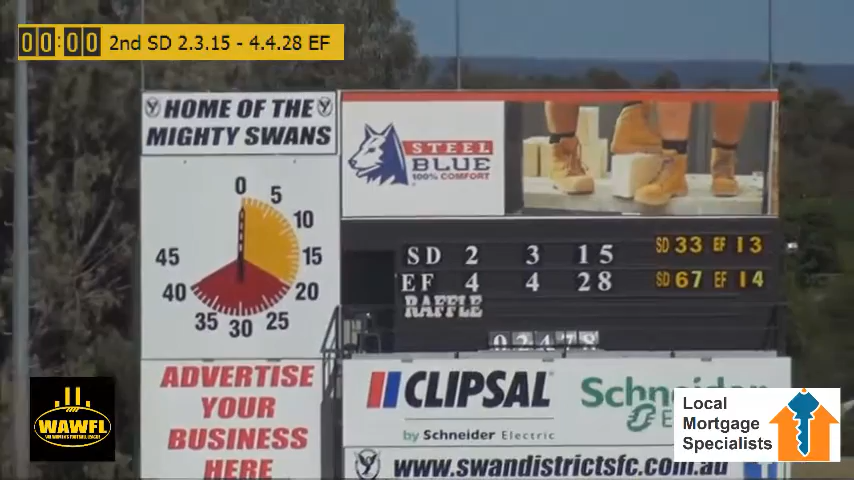 00:00 2nd SD 2.3.15 - 4.4.28 EF
HOME OF THE
MIGHTY SWANS
STEEL
BLUE
100% COMFORT
0
5
10
15
20
25
30
35
40
45
SD 2 3 15 SD 33 EF 13
EF 4 4 28 SD 67 EF 14
RAFFLE
02478
ADVERTISE
YOUR
BUSINESS
HERE
CLIPSAL
by Schneider Electric
Schneider
www.swandistrictsfc.com.au
WAWFL
Local
Mortgage
Specialists